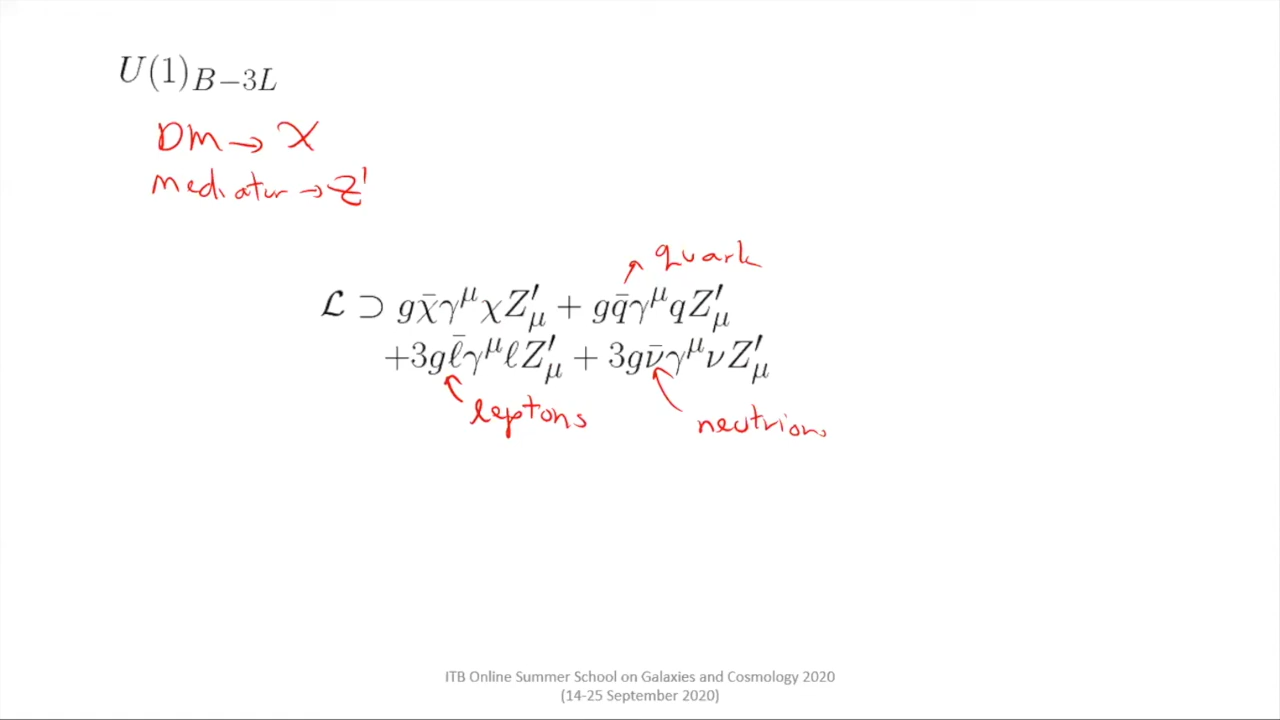 U(1)_{B−3L}
DM → χ
Mediator → Z'
quark
ℒ ⊃ gχ̄γ^μχZ'_μ + gq̄γ^μqZ'_μ
+3gℓ̄γ^μℓZ'_μ + 3gν̄γ^μνZ'_μ
leptons
neutrions
ITB Online Summer School on Galaxies and Cosmology 2020
(14-25 September 2020)